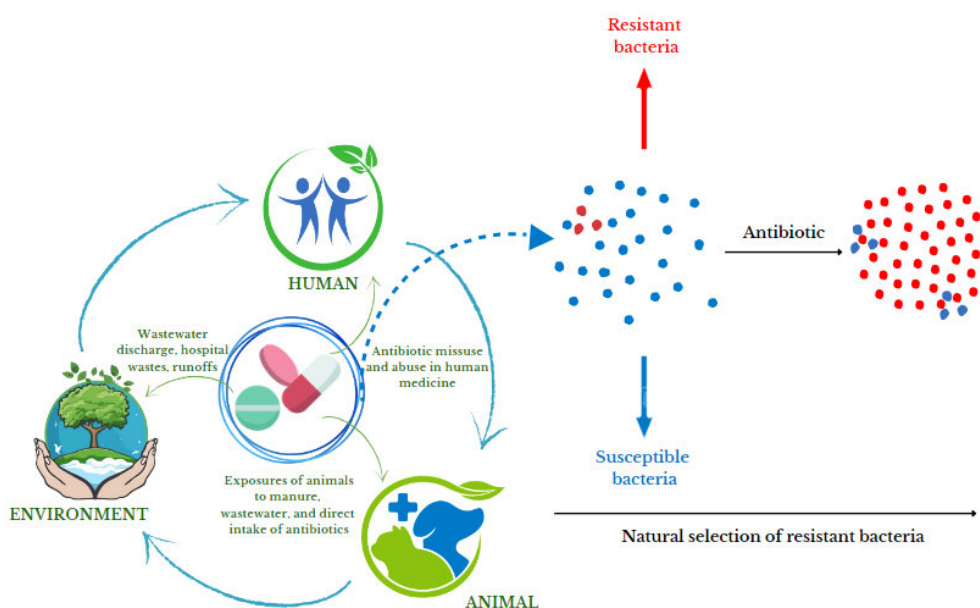 Resistant
bacteria
HUMAN
Antibiotic
Wastewater
discharge, hospital
wastes, runoffs
Antibiotic missuse
and abuse in human
medicine
Susceptible
bacteria
Exposures of animals
to manure,
wastewater, and direct
intake of antibiotics
ENVIRONMENT
Natural selection of resistant bacteria
ANIMAL